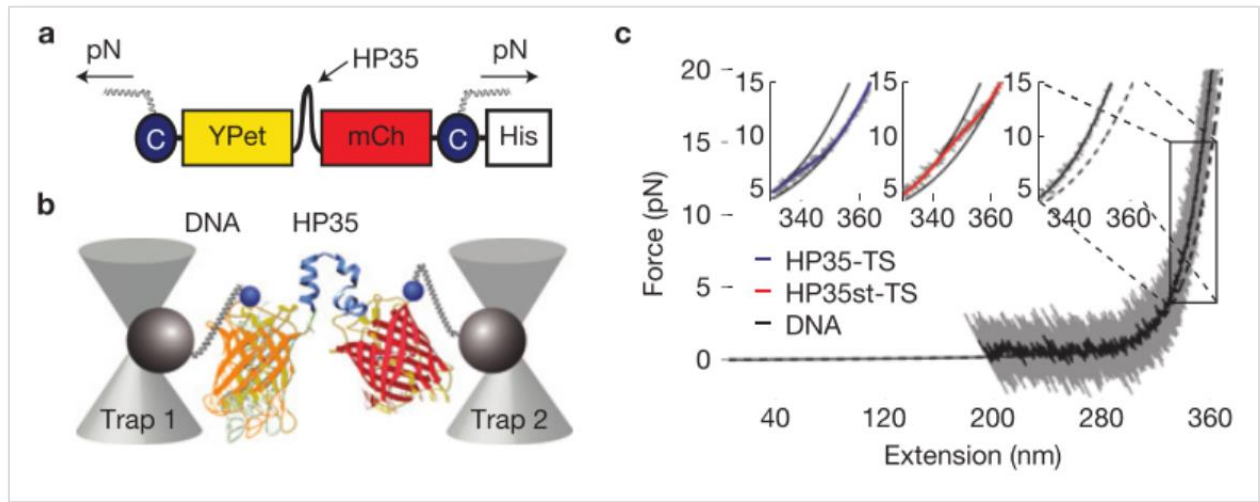 a
pN
HP35
pN
C
YPet
mCh
C
His
b
DNA
HP35
Trap 1
Trap 2
c
Force (pN)
20
15
10
5
0
15
10
5
340
360
15
10
5
340
360
15
10
5
340
360
HP35-TS
HP35st-TS
DNA
40
120
200
280
360
Extension (nm)